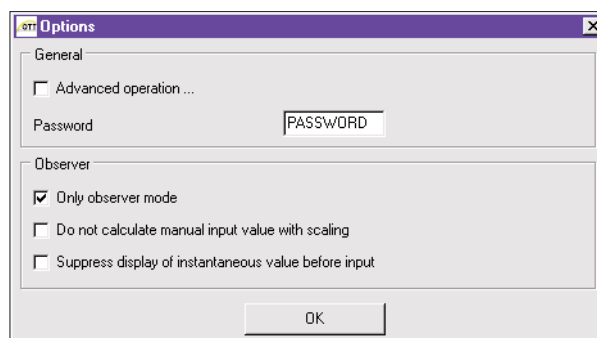 OTT Options
General
Advanced operation ...
Password PASSWORD
Observer
Only observer mode
Do not calculate manual input value with scaling
Suppress display of instantaneous value before input
OK